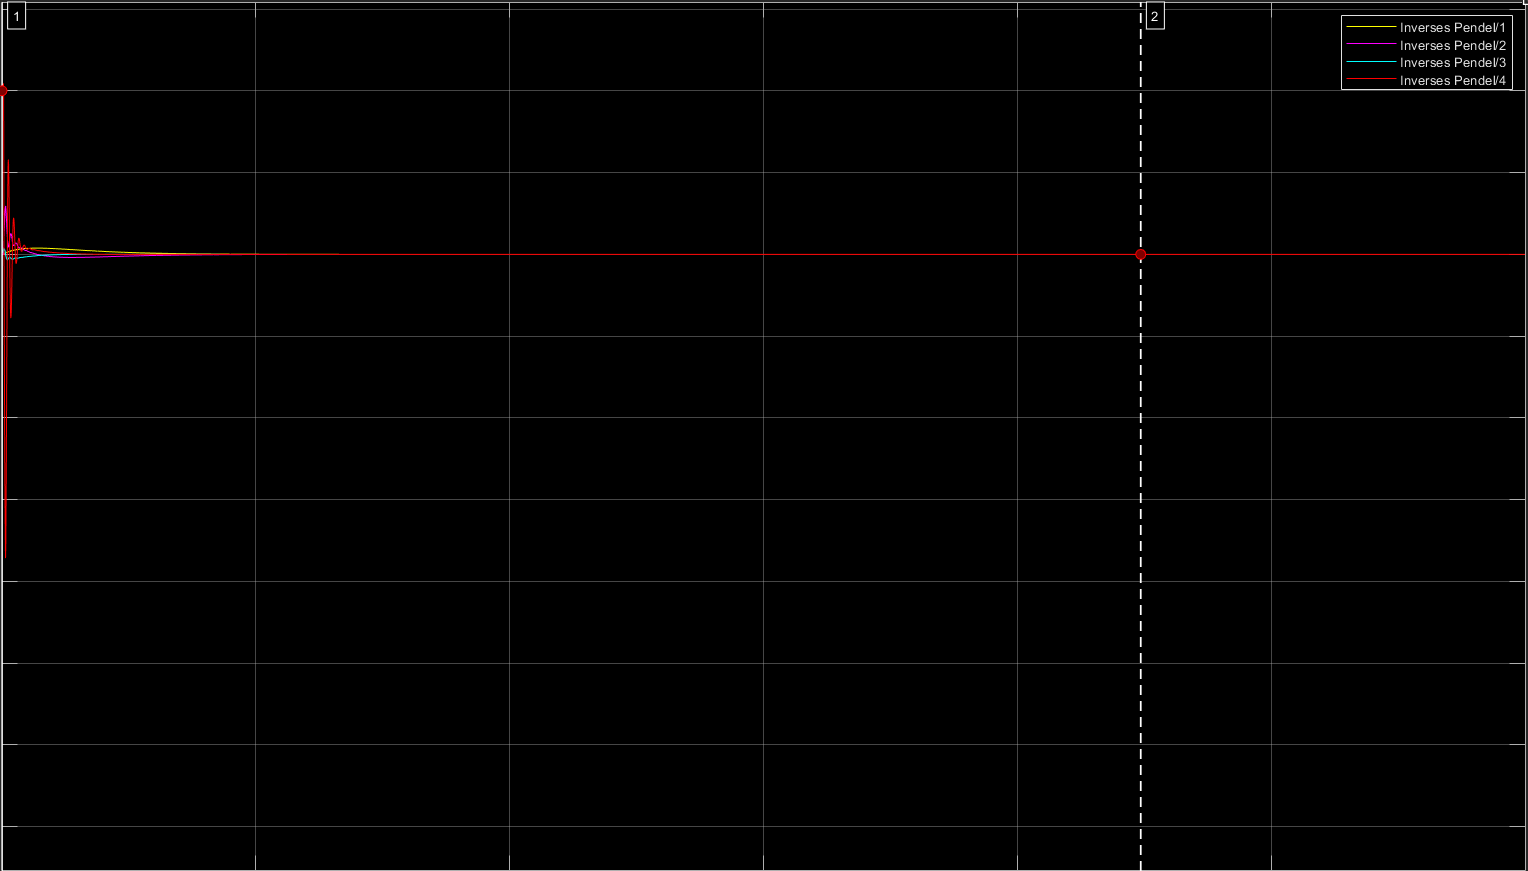 1
2
Inverses Pendel/1
Inverses Pendel/2
Inverses Pendel/3
Inverses Pendel/4